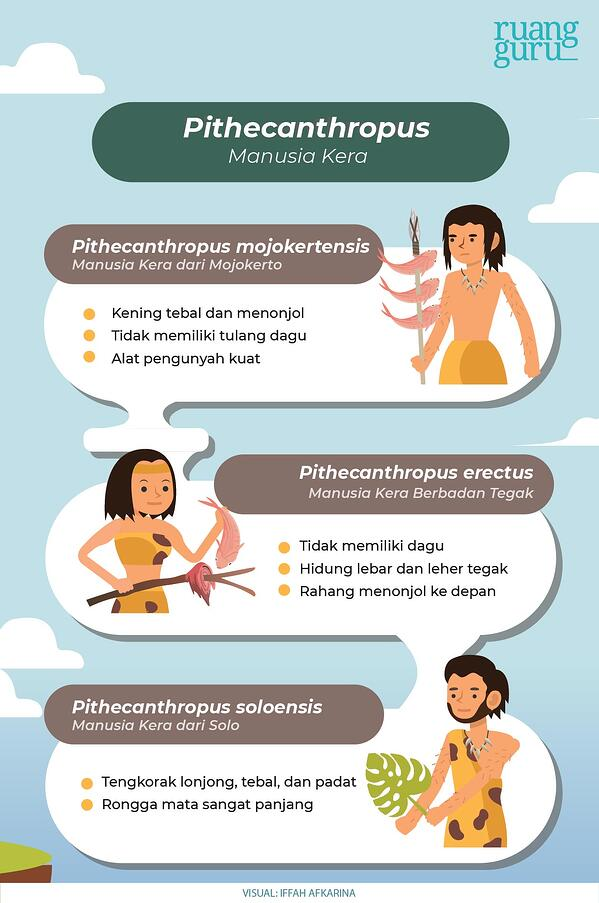 ruang
guru
Pithecanthropus
Manusia Kera
Pithecanthropus mojokertensis
Manusia Kera dari Mojokerto
Kening tebal dan menonjol
Tidak memiliki tulang dagu
Alat pengunyah kuat
Pithecanthropus erectus
Manusia Kera Berbadan Tegak
Tidak memiliki dagu
Hidung lebar dan leher tegak
Rahang menonjol ke depan
Pithecanthropus soloensis
Manusia Kera dari Solo
Tengkorak lonjong, tebal, dan padat
Rongga mata sangat panjang
VISUAL: IFFAH AFKARINA